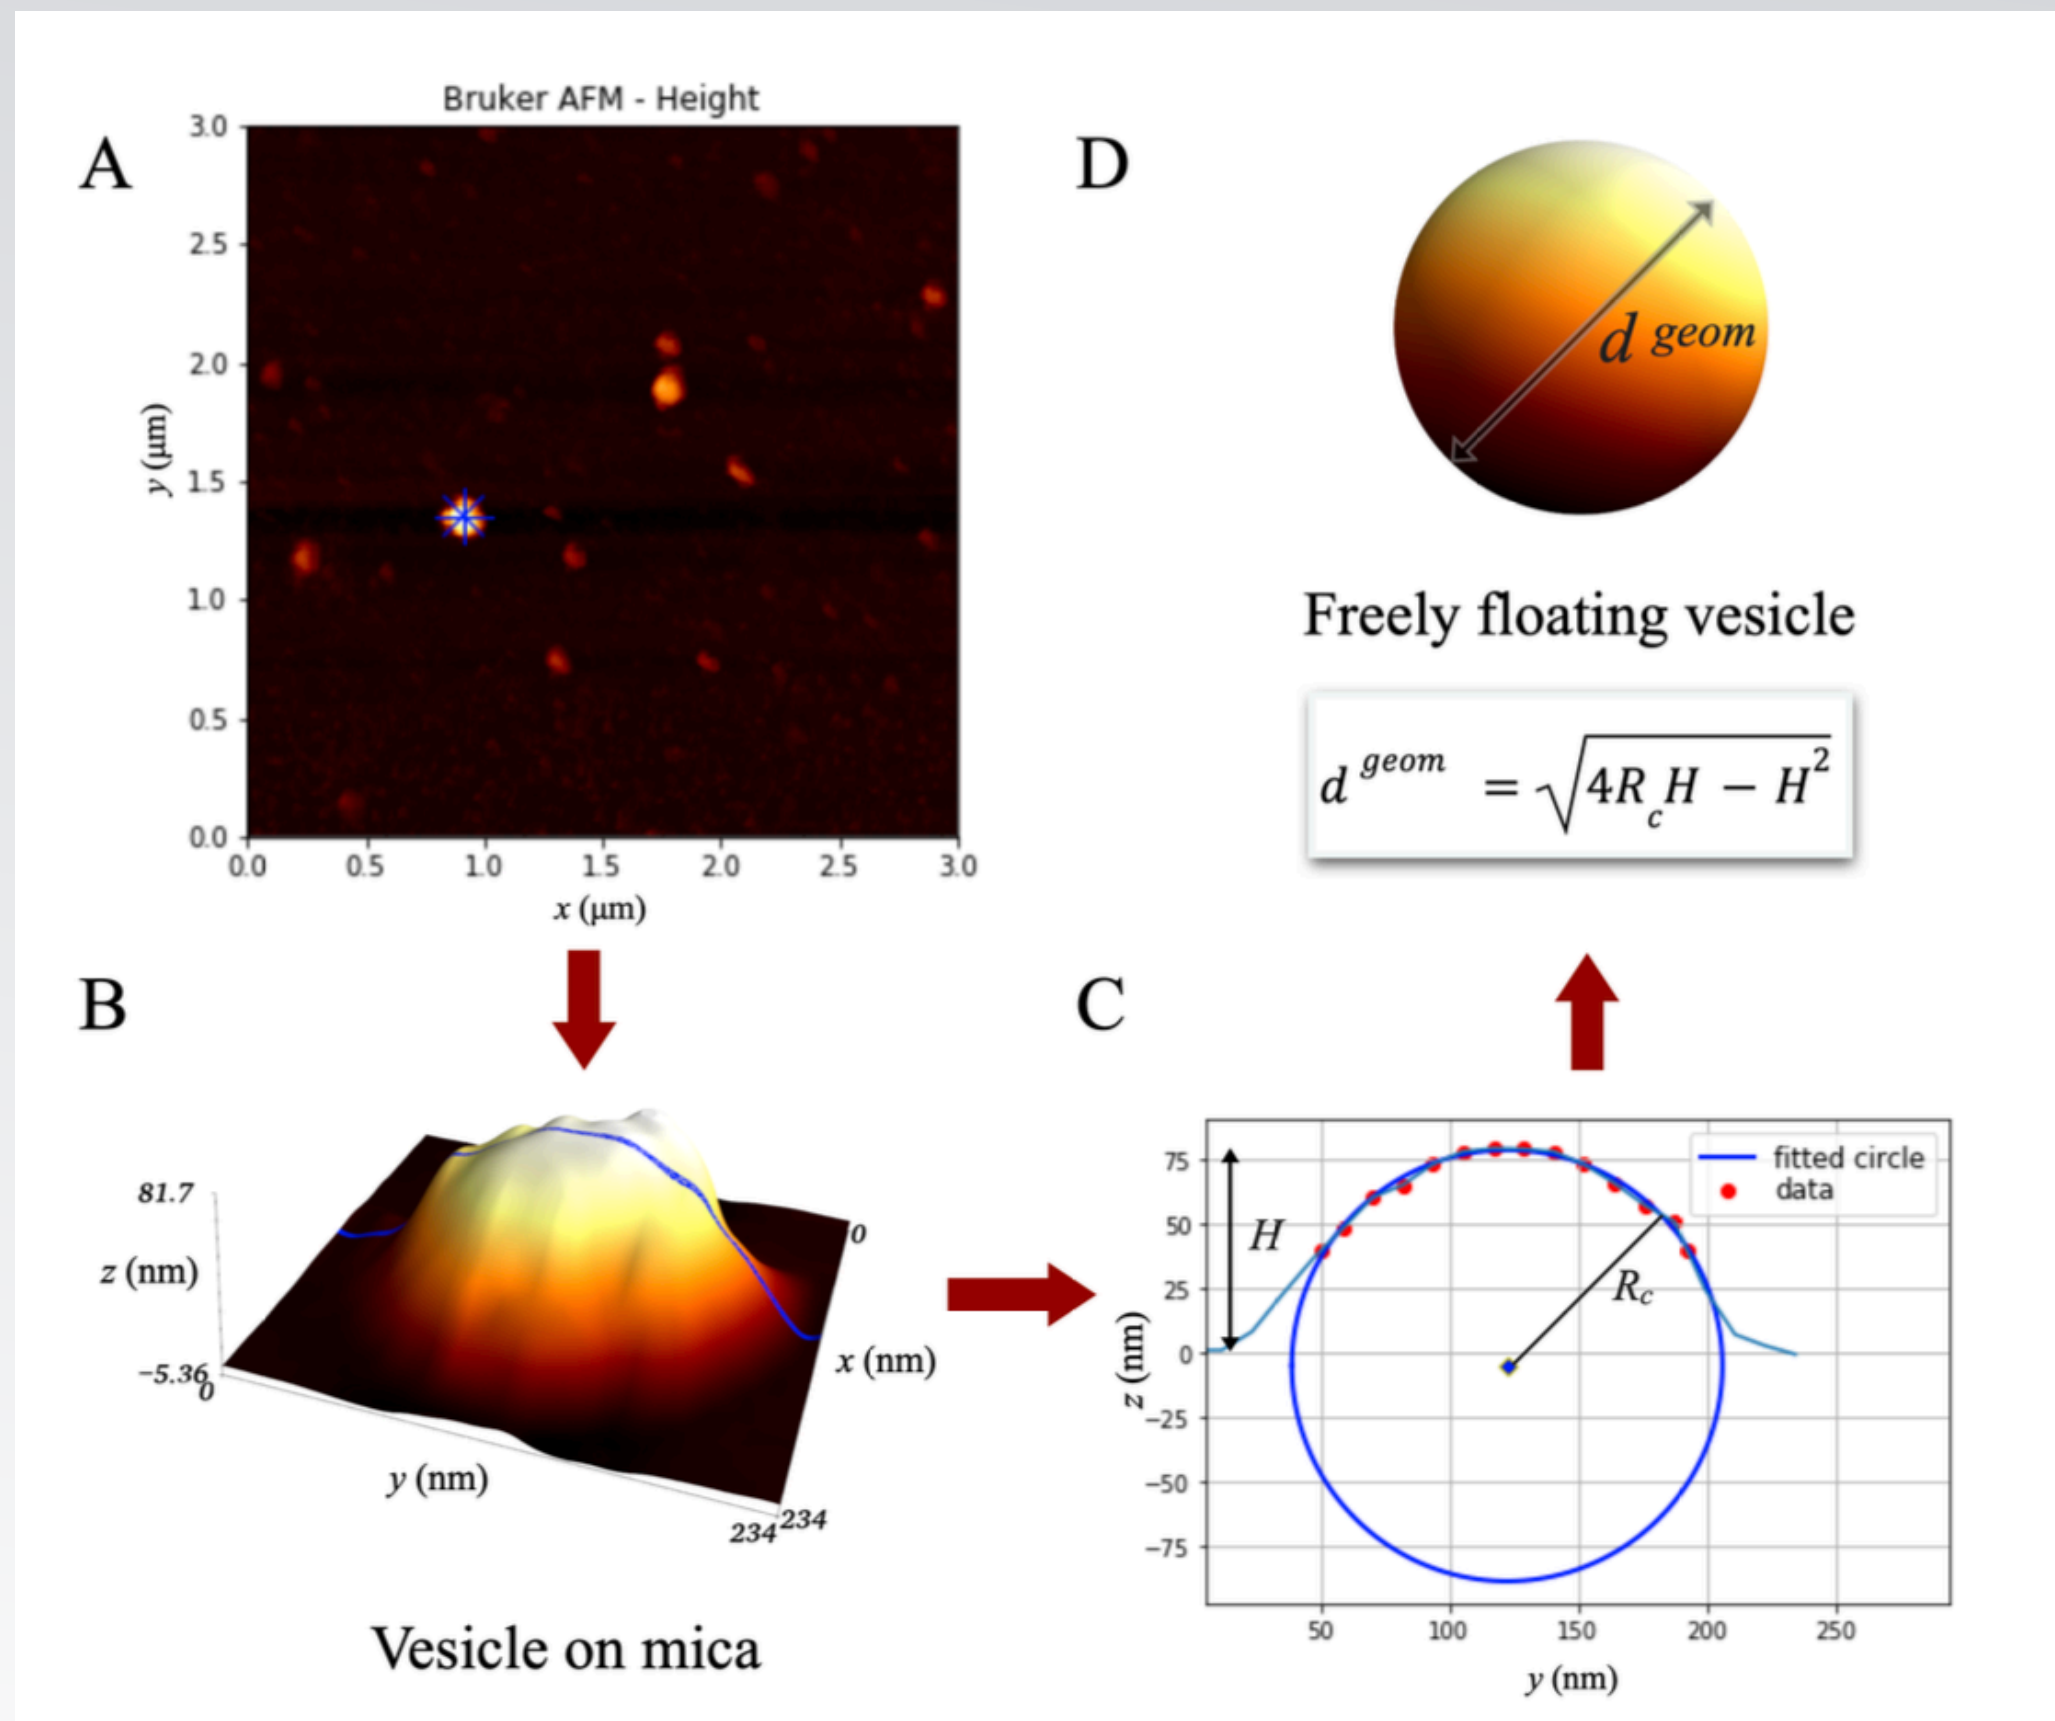 A
Bruker AFM - Height
3.0
2.5
2.0
1.5
1.0
0.5
0.0
y (μm)
0.0 0.5 1.0 1.5 2.0 2.5 3.0
x (μm)
B
81.7
z (nm)
−5.36
0
y (nm)
234
234
x (nm)
0
Vesicle on mica
C
fitted circle
data
H
R_c
75
50
25
0
−25
−50
−75
z (nm)
50 100 150 200 250
y (nm)
D
d geom
Freely floating vesicle
d^geom = √(4R_cH − H²)